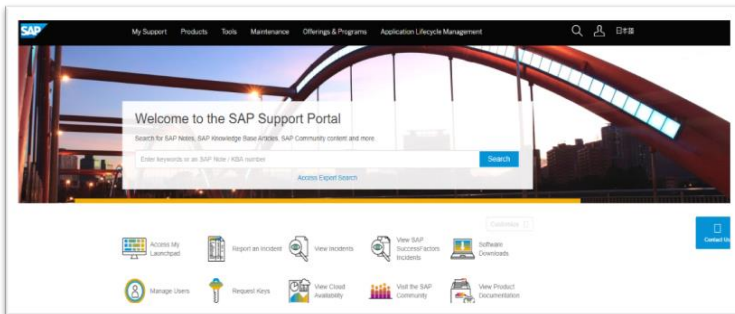 SAP
My Support Products Tools Maintenance Offerings & Programs Application Lifecycle Management 日本語
Welcome to the SAP Support Portal
Search for SAP Notes, SAP Knowledge Base Articles, SAP Community content and more.
Enter keywords or an SAP Note / KBA number
Search
Access Expert Search
Customize
Contact Us
Access My Launchpad
Report an Incident
View Incidents
View SAP SuccessFactors Incidents
Software Downloads
Manage Users
Request Keys
View Cloud Availability
Visit the SAP Community
View Product Documentation